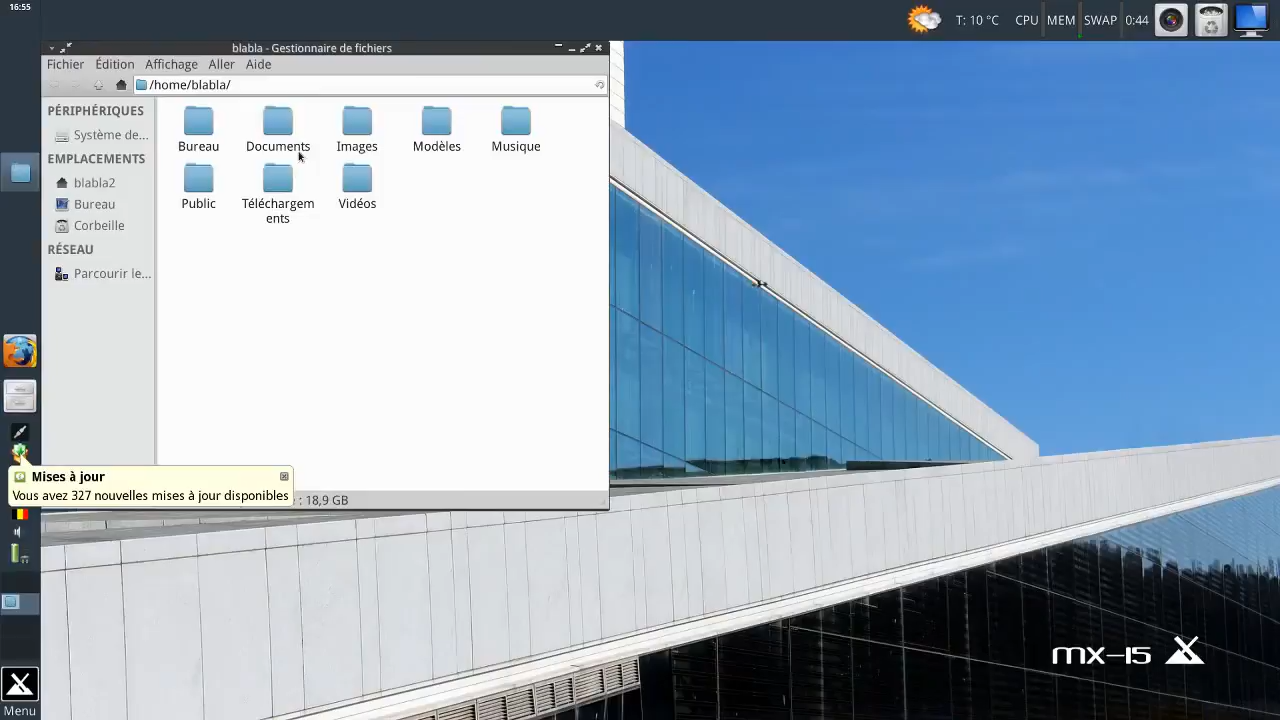 16:55
T: 10 °C CPU MEM SWAP 0:44
blabla - Gestionnaire de fichiers
Fichier Édition Affichage Aller Aide
/home/blabla/
PÉRIPHÉRIQUES
Système de...
EMPLACEMENTS
blabla2
Bureau
Corbeille
RÉSEAU
Parcourir le...
Bureau Documents Images Modèles Musique
Public Téléchargem Vidéos
ents
Mises à jour
Vous avez 327 nouvelles mises à jour disponibles
: 18,9 GB
mx-15
Menu